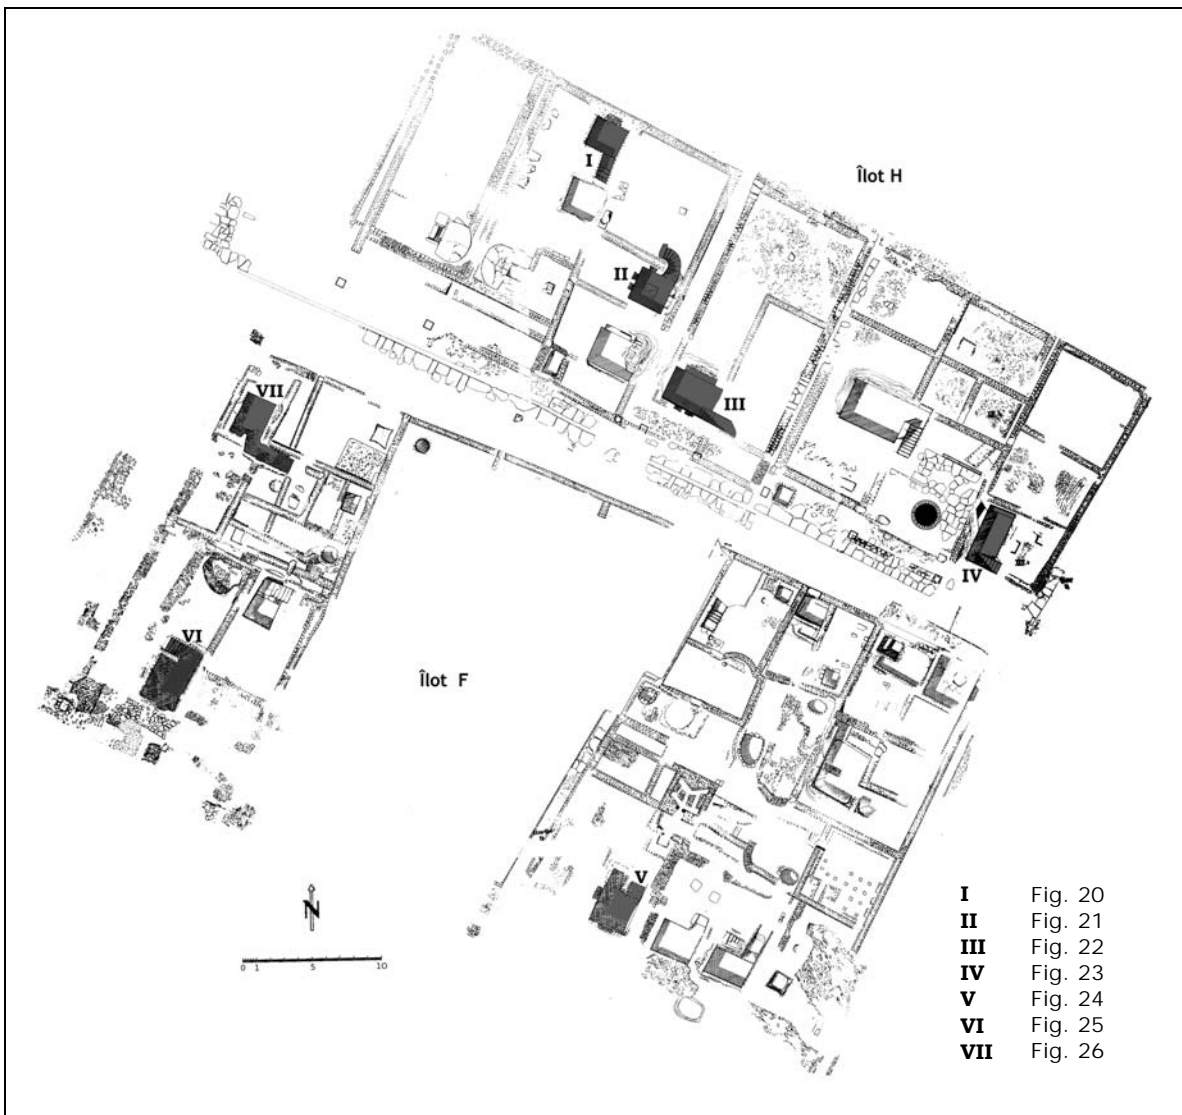 I
Îlot H
II
III
VII
IV
VI
Îlot F
V
N
0 1 5 10
I Fig. 20
II Fig. 21
III Fig. 22
IV Fig. 23
V Fig. 24
VI Fig. 25
VII Fig. 26